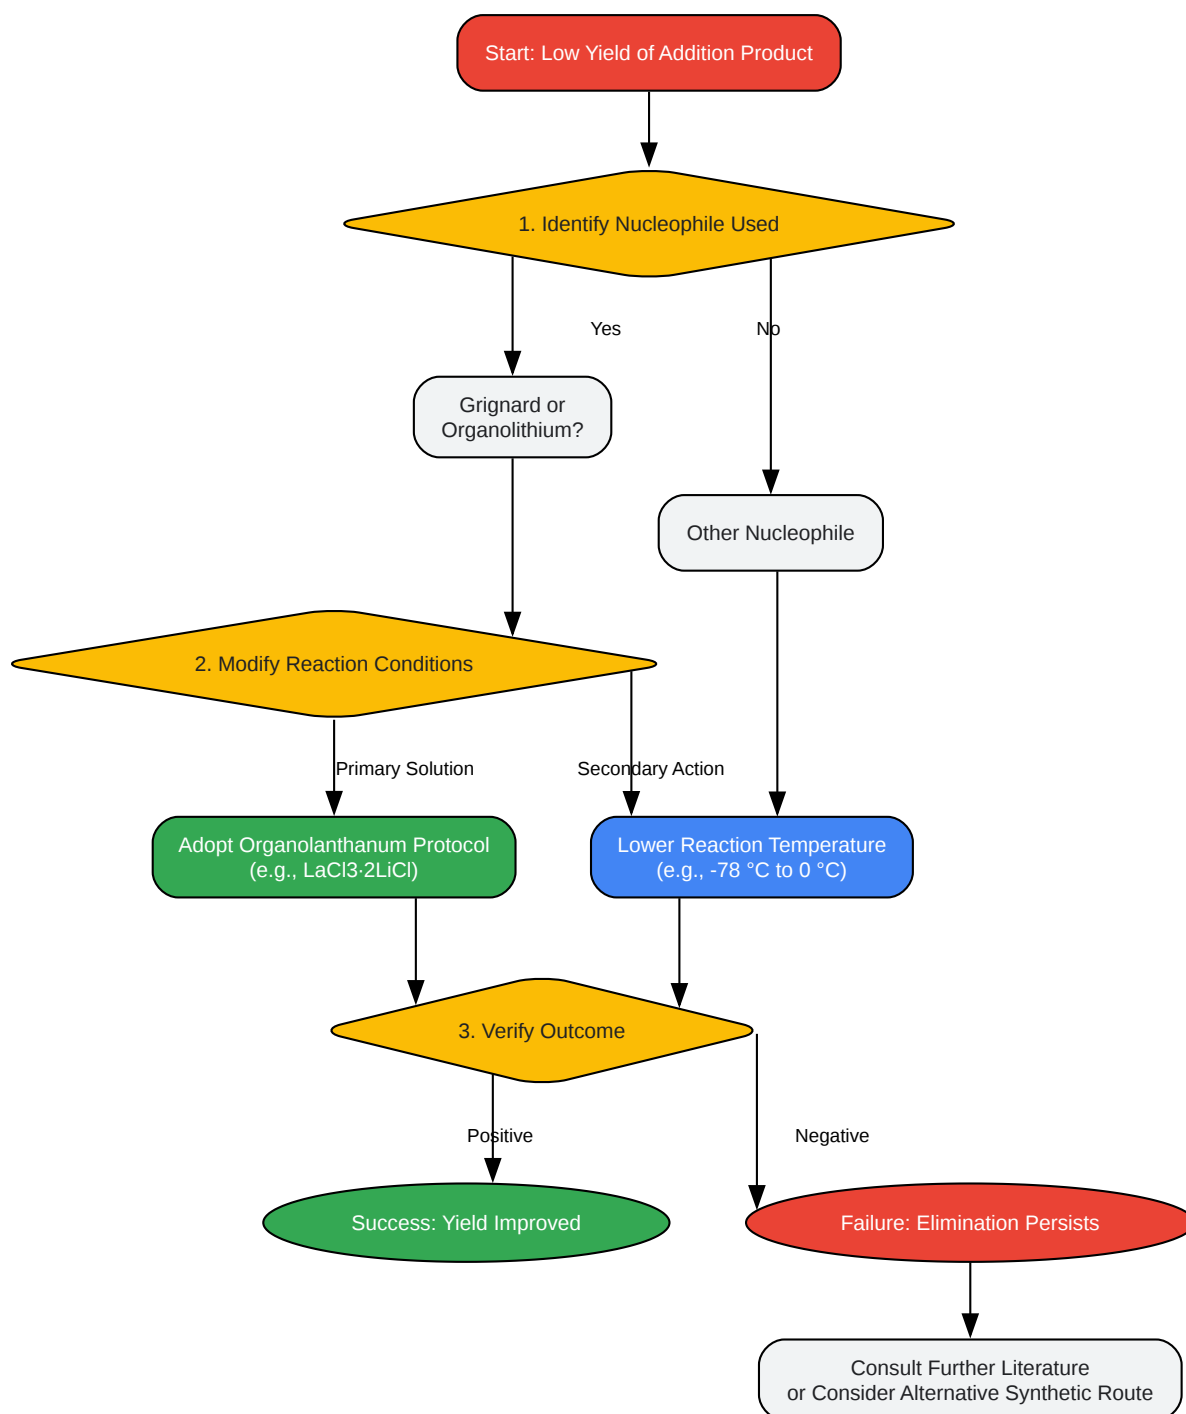 Start: Low Yield of Addition Product
1. Identify Nucleophile Used
Yes
No
Grignard or
Organolithium?
Other Nucleophile
2. Modify Reaction Conditions
Primary Solution
Secondary Action
Adopt Organolanthanum Protocol
(e.g., LaCl3·2LiCl)
Lower Reaction Temperature
(e.g., -78 °C to 0 °C)
3. Verify Outcome
Positive
Negative
Success: Yield Improved
Failure: Elimination Persists
Consult Further Literature
or Consider Alternative Synthetic Route